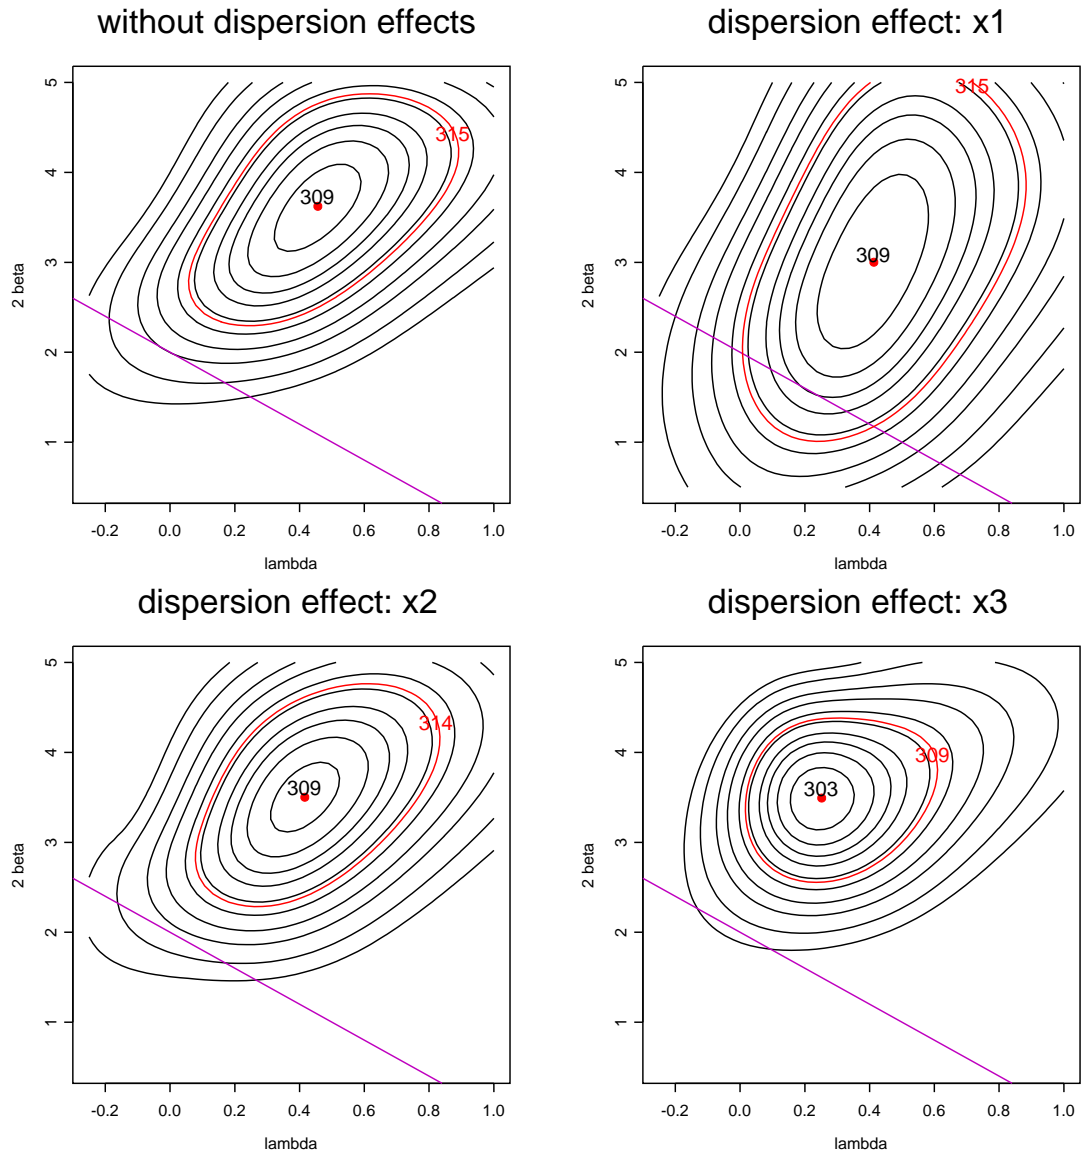 without dispersion effects
5
4
3
2
1
2 beta
315
309
-0.2 0.0 0.2 0.4 0.6 0.8 1.0
lambda
dispersion effect: x1
5
4
3
2
1
2 beta
315
309
-0.2 0.0 0.2 0.4 0.6 0.8 1.0
lambda
dispersion effect: x2
5
4
3
2
1
2 beta
314
309
-0.2 0.0 0.2 0.4 0.6 0.8 1.0
lambda
dispersion effect: x3
5
4
3
2
1
2 beta
309
303
-0.2 0.0 0.2 0.4 0.6 0.8 1.0
lambda